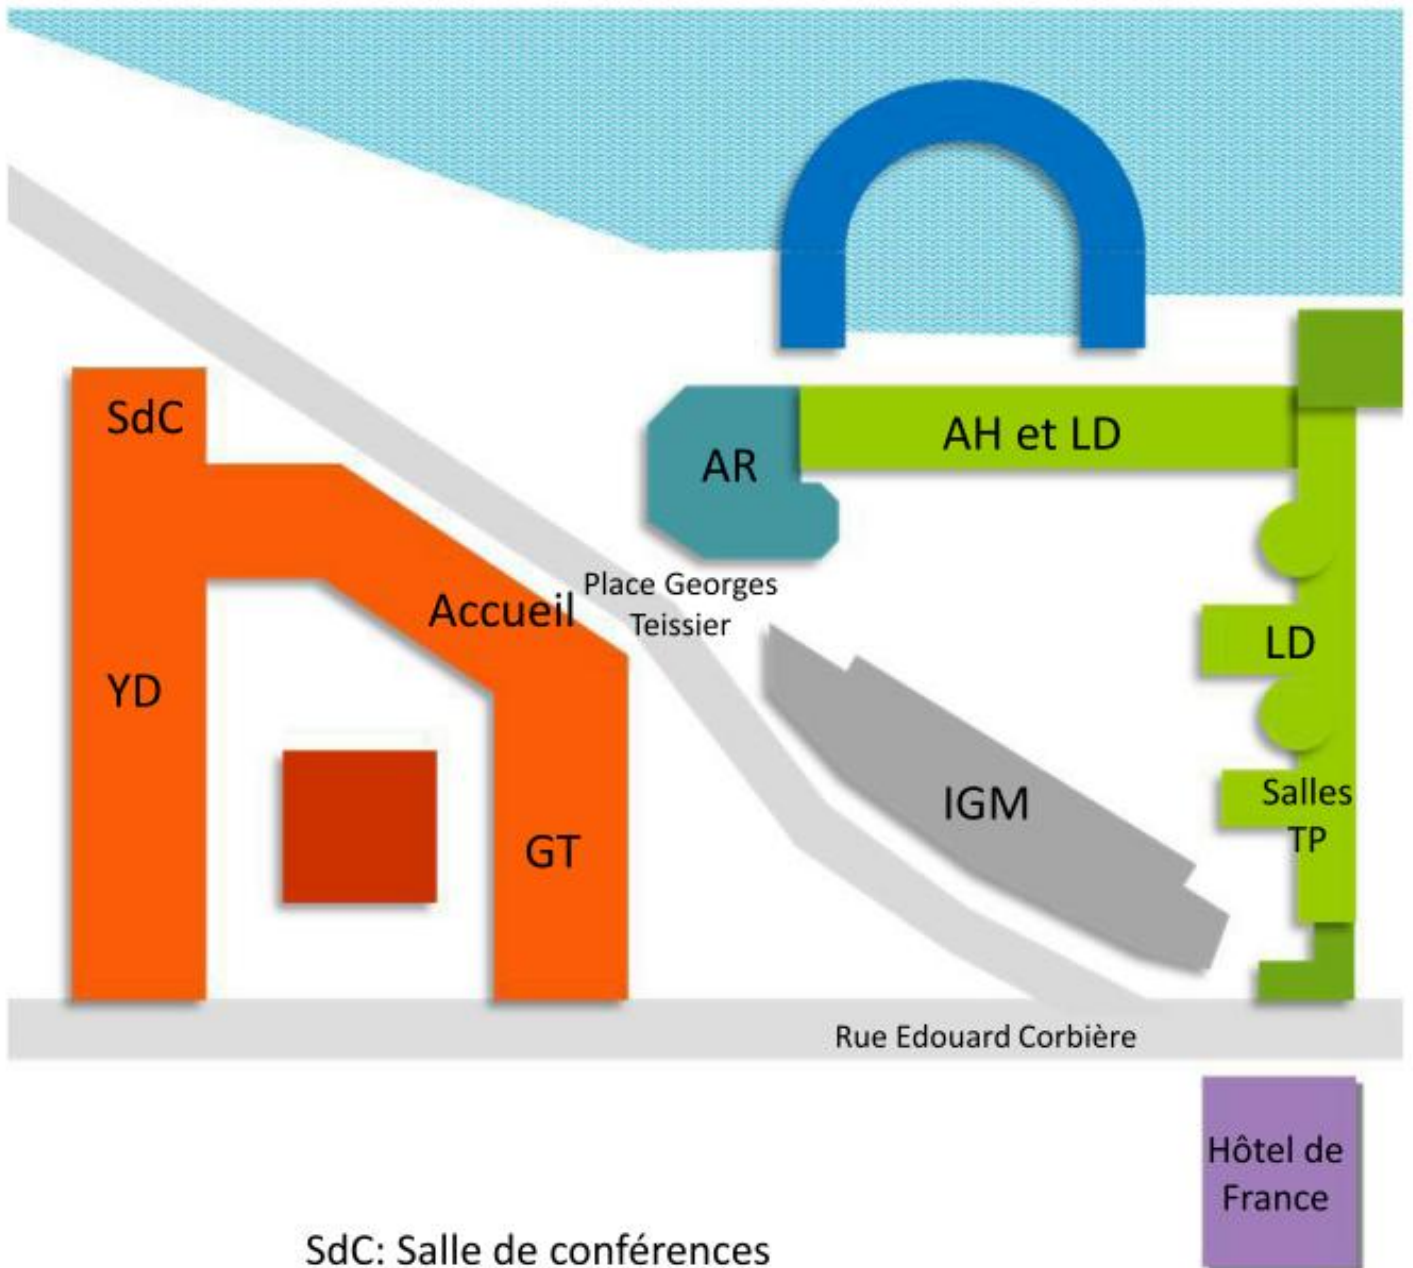 SdC
AH et LD
AR
Place Georges
Teissier
Accueil
LD
YD
Salles
TP
IGM
GT
Rue Edouard Corbière
Hôtel de
France
SdC: Salle de conférences